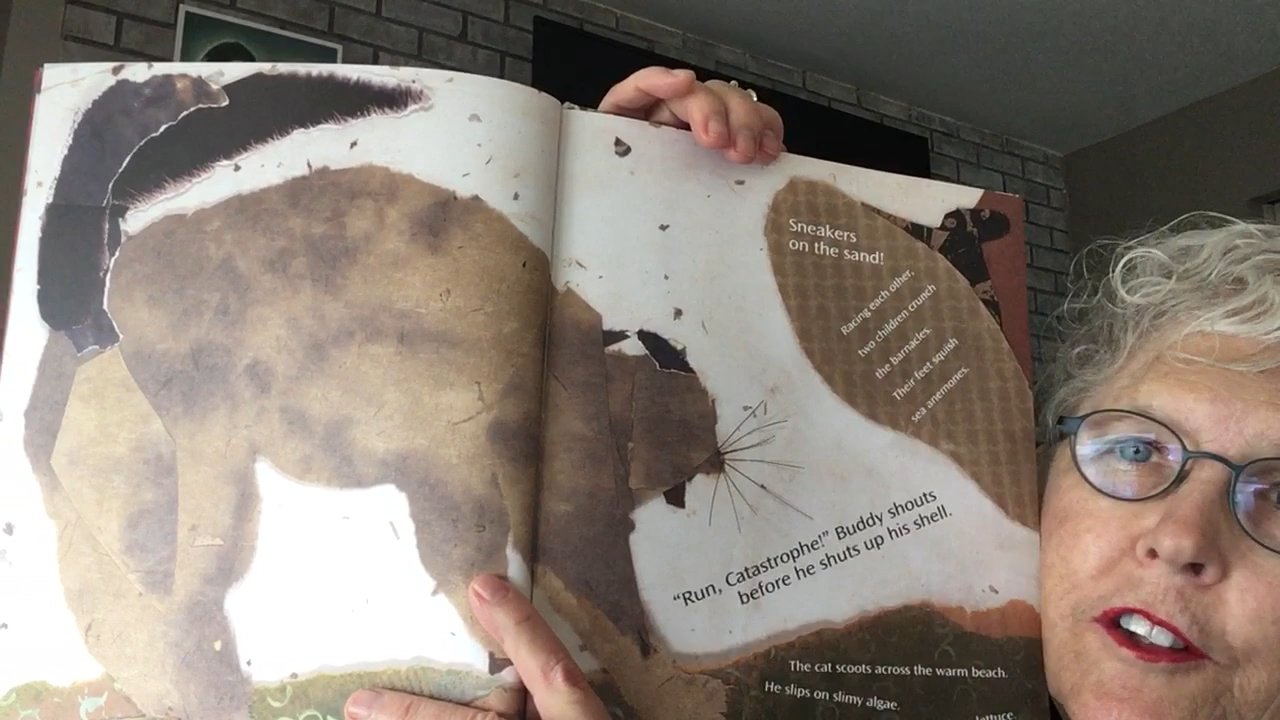 Sneakers
on the sand!
Racing each other,
two children crunch
the barnacles.
Their feet squish
sea anemones.
“Run, Catastrophe!” Buddy shouts
before he shuts up his shell.
The cat scoots across the warm beach.
He slips on slimy algae.
lettuce.